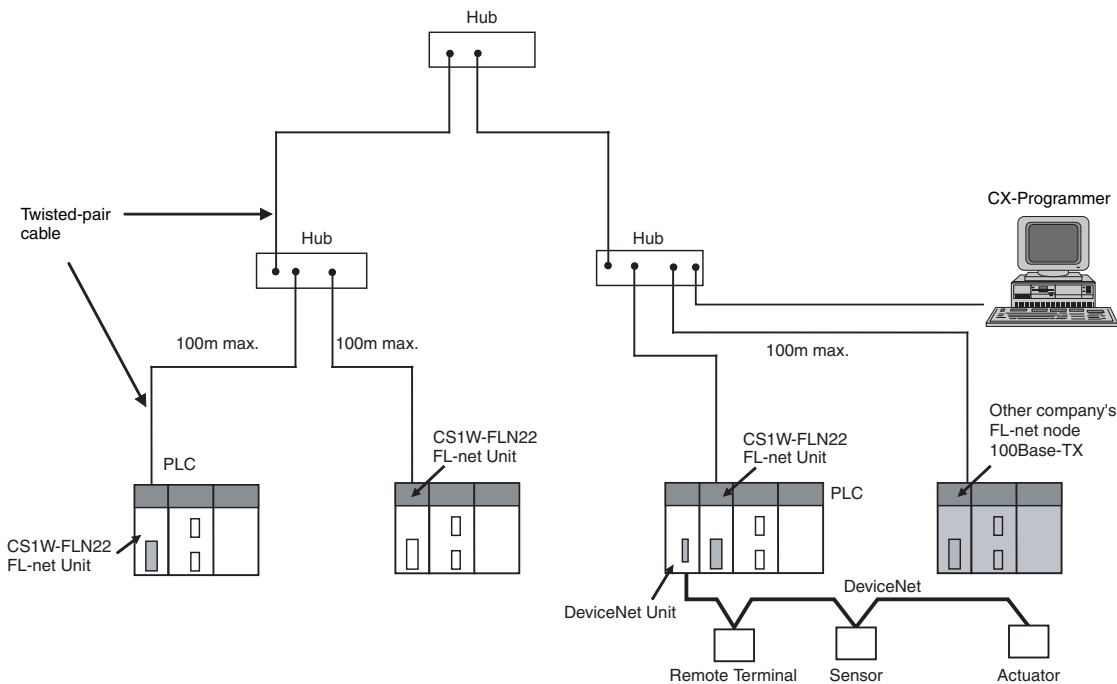 Hub
CX-Programmer
Twisted-pair
cable
Hub
Hub
100m max.
100m max.
100m max.
Other company's
FL-net node
100Base-TX
CS1W-FLN22
FL-net Unit
CS1W-FLN22
FL-net Unit
PLC
PLC
CS1W-FLN22
FL-net Unit
DeviceNet
DeviceNet Unit
Remote Terminal
Sensor
Actuator